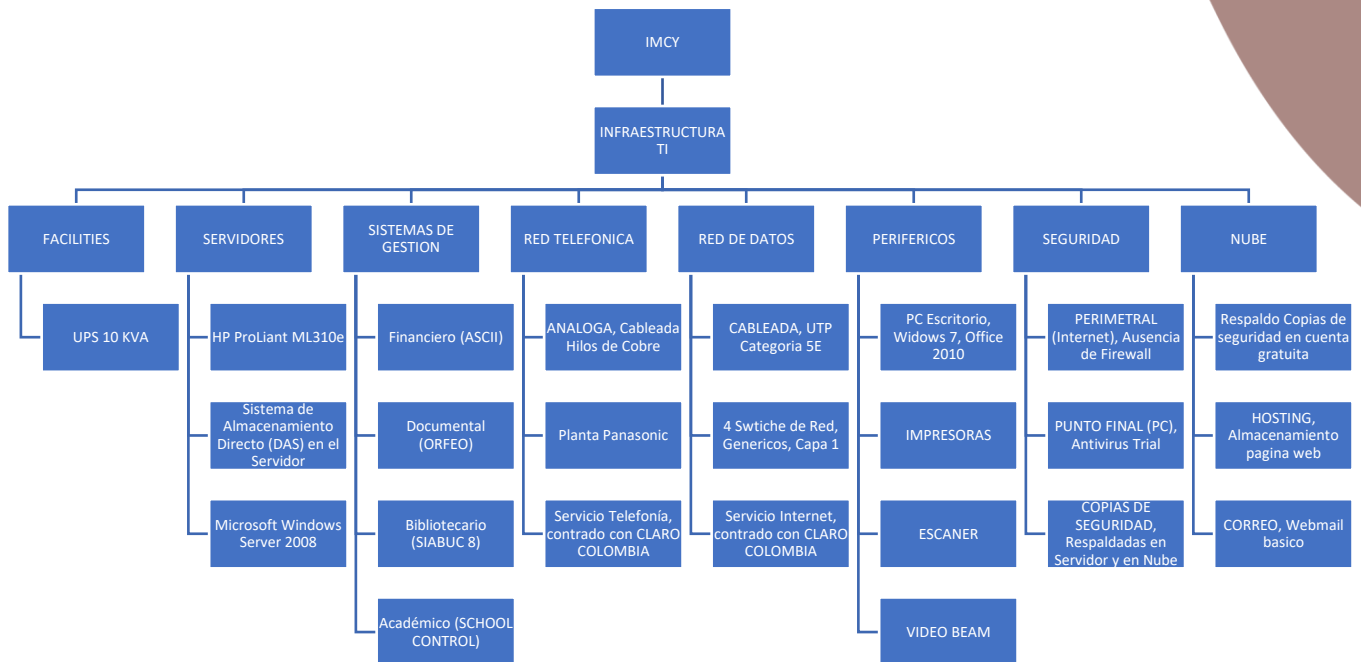 IMCY
INFRAESTRUCTURA
TI
FACILITIES
SERVIDORES
SISTEMAS DE
GESTION
RED TELEFONICA
RED DE DATOS
PERIFERICOS
SEGURIDAD
NUBE
UPS 10 KVA
HP ProLiant ML310e
Sistema de
Almacenamiento
Directo (DAS) en el
Servidor
Microsoft Windows
Server 2008
Financiero (ASCII)
Documental
(ORFEO)
Bibliotecario
(SIABUC 8)
Académico (SCHOOL
CONTROL)
ANALOGA, Cableada
Hilos de Cobre
Planta Panasonic
Servicio Telefonía,
contrado con CLARO
COLOMBIA
CABLEADA, UTP
Categoria 5E
4 Swtiche de Red,
Genericos, Capa 1
Servicio Internet,
contrado con CLARO
COLOMBIA
PC Escritorio,
Widows 7, Office
2010
IMPRESORAS
ESCANER
VIDEO BEAM
PERIMETRAL
(Internet), Ausencia
de Firewall
PUNTO FINAL (PC),
Antivirus Trial
COPIAS DE
SEGURIDAD,
Respaldadas en
Servidor y en Nube
Respaldo Copias de
seguridad en cuenta
gratuita
HOSTING,
Almacenamiento
pagina web
CORREO, Webmail
basico